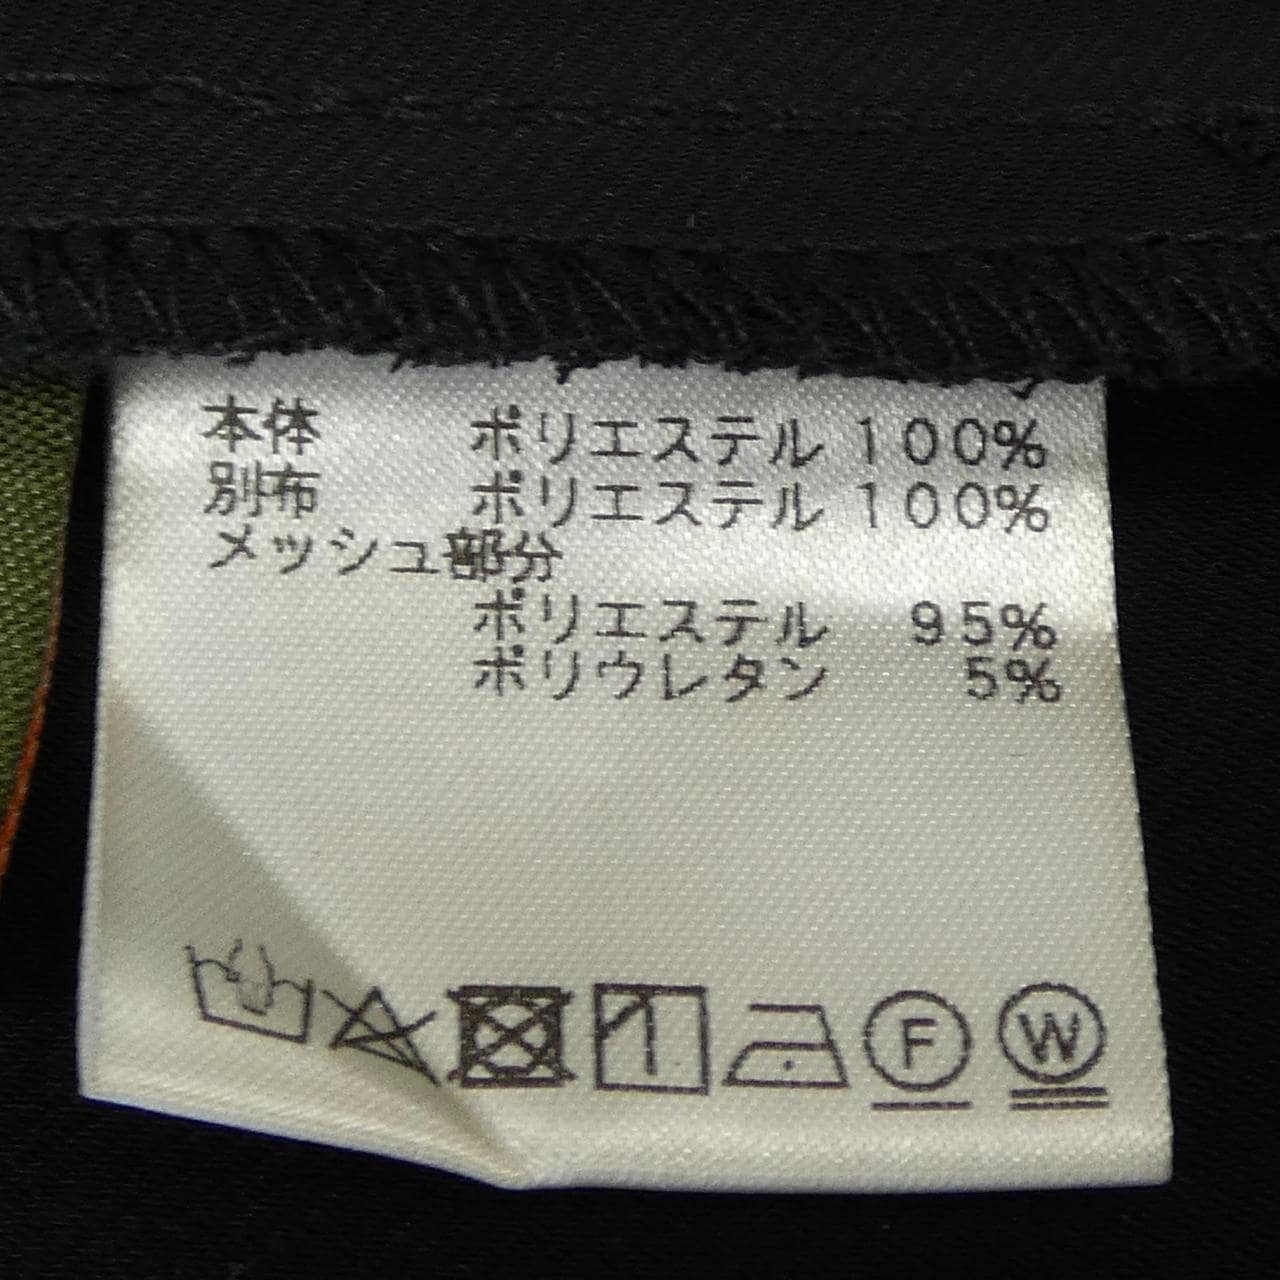 本体 ポリエステル 100%
別布 ポリエステル 100%
メッシュ部分
ポリエステル 95%
ポリウレタン 5%
F W